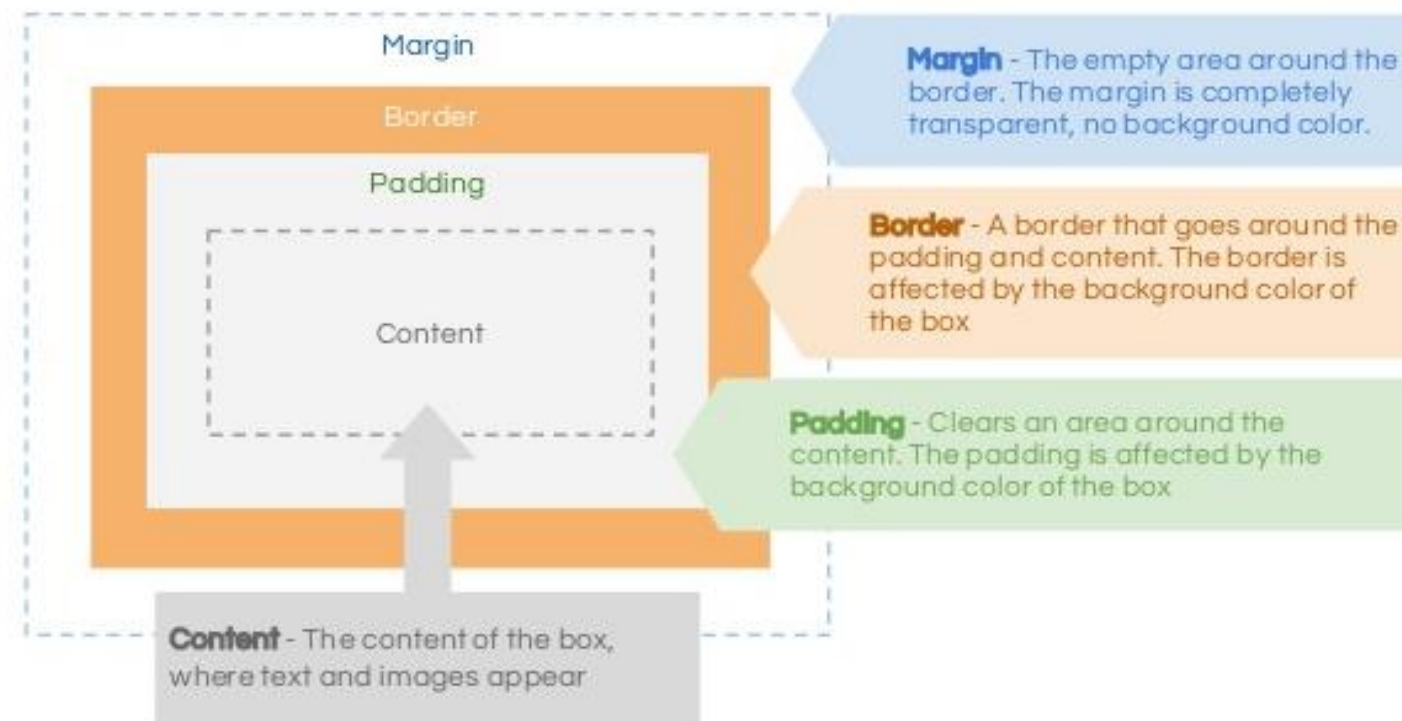 Margin
Border
Padding
Content
Margin - The empty area around the
border. The margin is completely
transparent, no background color.
Border - A border that goes around the
padding and content. The border is
affected by the background color of
the box
Padding - Clears an area around the
content. The padding is affected by the
background color of the box
Content - The content of the box,
where text and images appear